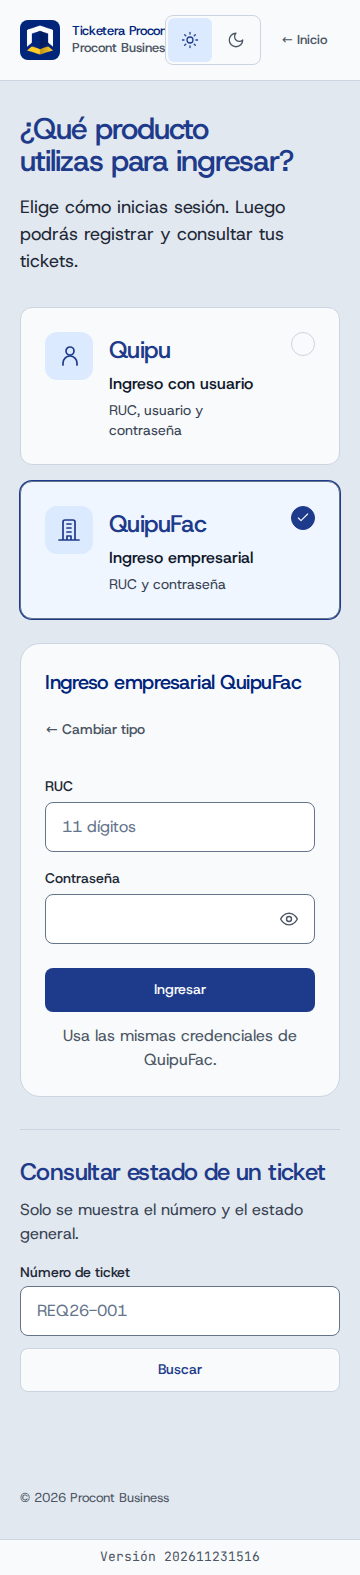 Ticketera Procon
Procont Busines
← Inicio
¿Qué producto
utilizas para ingresar?
Elige cómo inicias sesión. Luego
podrás registrar y consultar tus
tickets.
Quipu
Ingreso con usuario
RUC, usuario y
contraseña
QuipuFac
Ingreso empresarial
RUC y contraseña
Ingreso empresarial QuipuFac
← Cambiar tipo
RUC
11 dígitos
Contraseña
Ingresar
Usa las mismas credenciales de
QuipuFac.
Consultar estado de un ticket
Solo se muestra el número y el estado
general.
Número de ticket
REQ26-001
Buscar
© 2026 Procont Business
Versión 202611231516